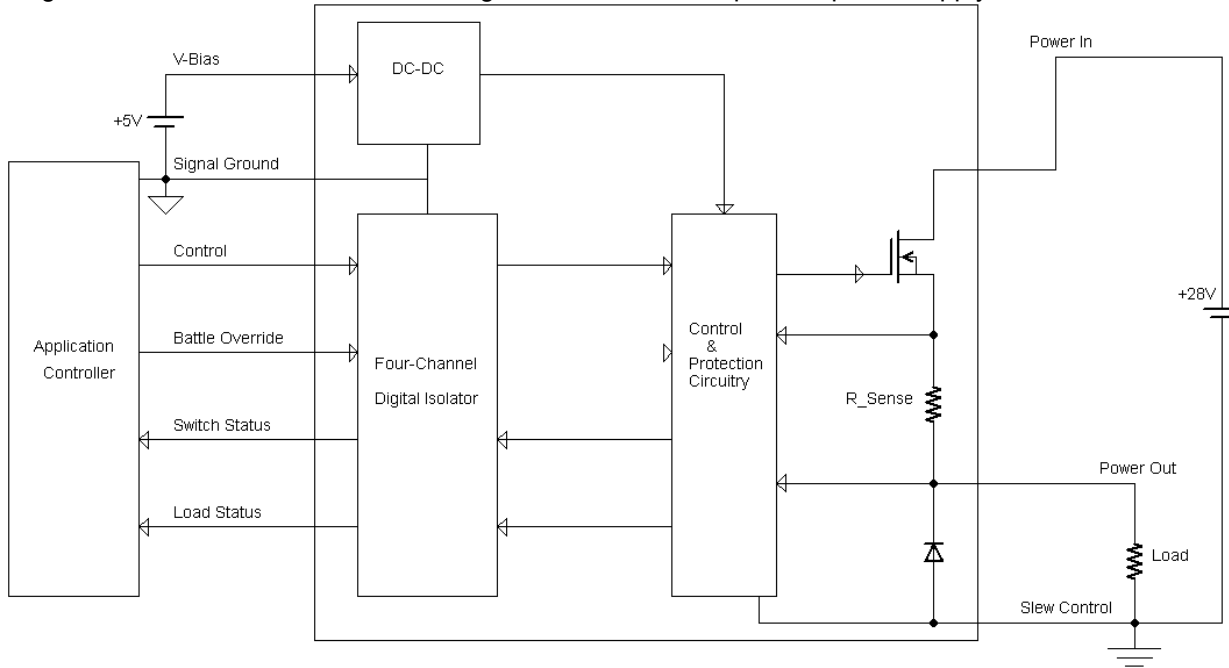 Power In
V-Bias
DC-DC
+5V
Signal Ground
Control
+28V
Battle Override
Application
Controller
Four-Channel
Digital Isolator
Control
&
Protection
Circuitry
R_Sense
Switch Status
Power Out
Load Status
Load
Slew Control